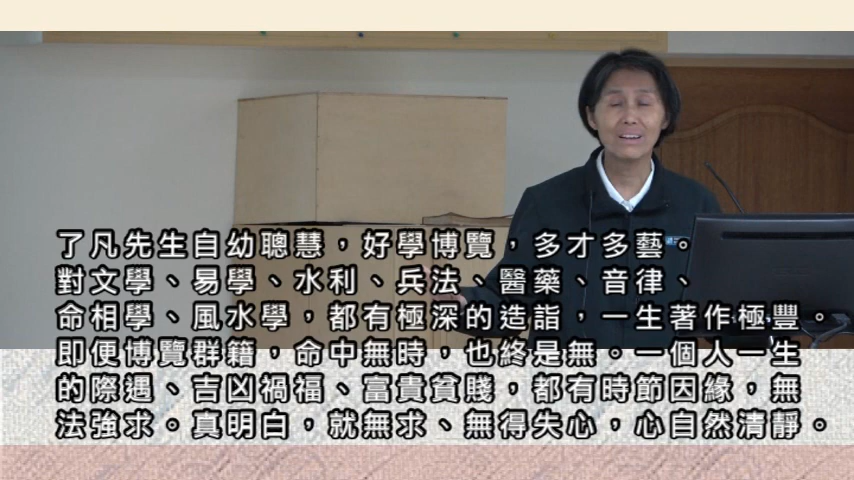 了凡先生自幼聰慧，好學博覽，多才多藝。
對文學、易學、水利、兵法、醫藥、音律、
命相學、風水學，都有極深的造詣，一生著作極豐。
即便博覽群籍，命中無時，也終是無。一個人一生
的際遇、吉凶禍福、富貴貧賤，都有時節因緣，無
法強求。真明白，就無求、無得失心，心自然清靜。